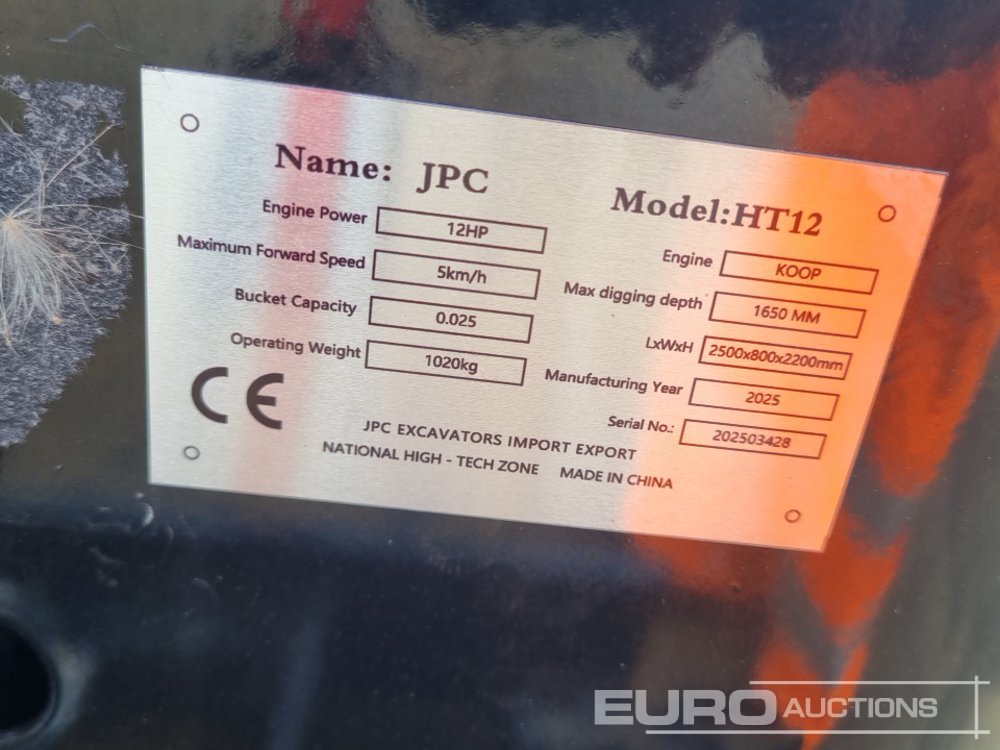 Name: JPC
Engine Power 12HP
Maximum Forward Speed 5km/h
Bucket Capacity 0.025
Operating Weight 1020kg
Model:HT12
Engine KOOP
Max digging depth 1650 MM
LxWxH 2500x800x2200mm
Manufacturing Year 2025
Serial No.: 202503428
CE
JPC EXCAVATORS IMPORT EXPORT
NATIONAL HIGH - TECH ZONE MADE IN CHINA
EURO AUCTIONS